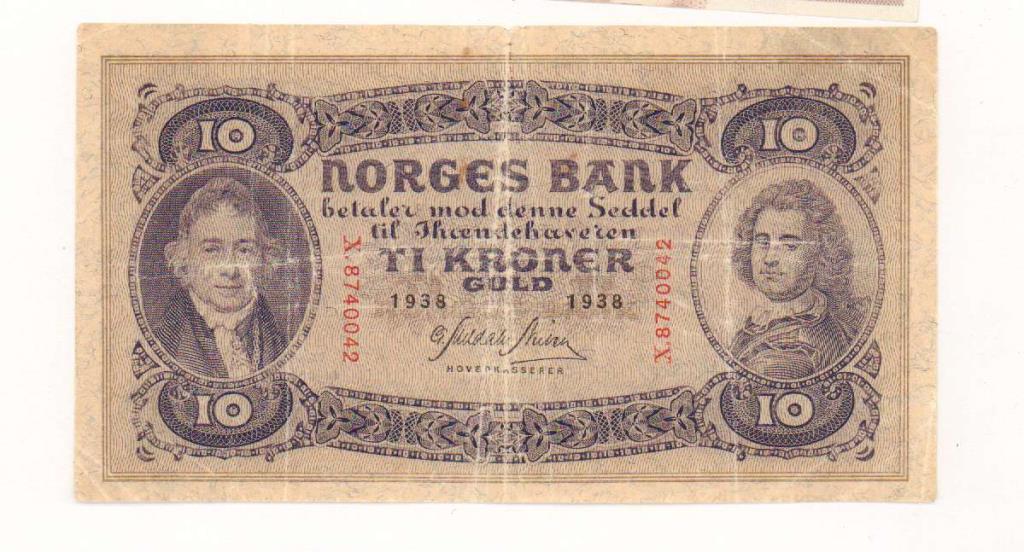 10 10
NORGES BANK
betaler mod denne Seddel
til Ihændehaveren
TI KRONER
GULD
1938 1938
X.8740042 X.8740042
HOVEDKASSERER
10 10